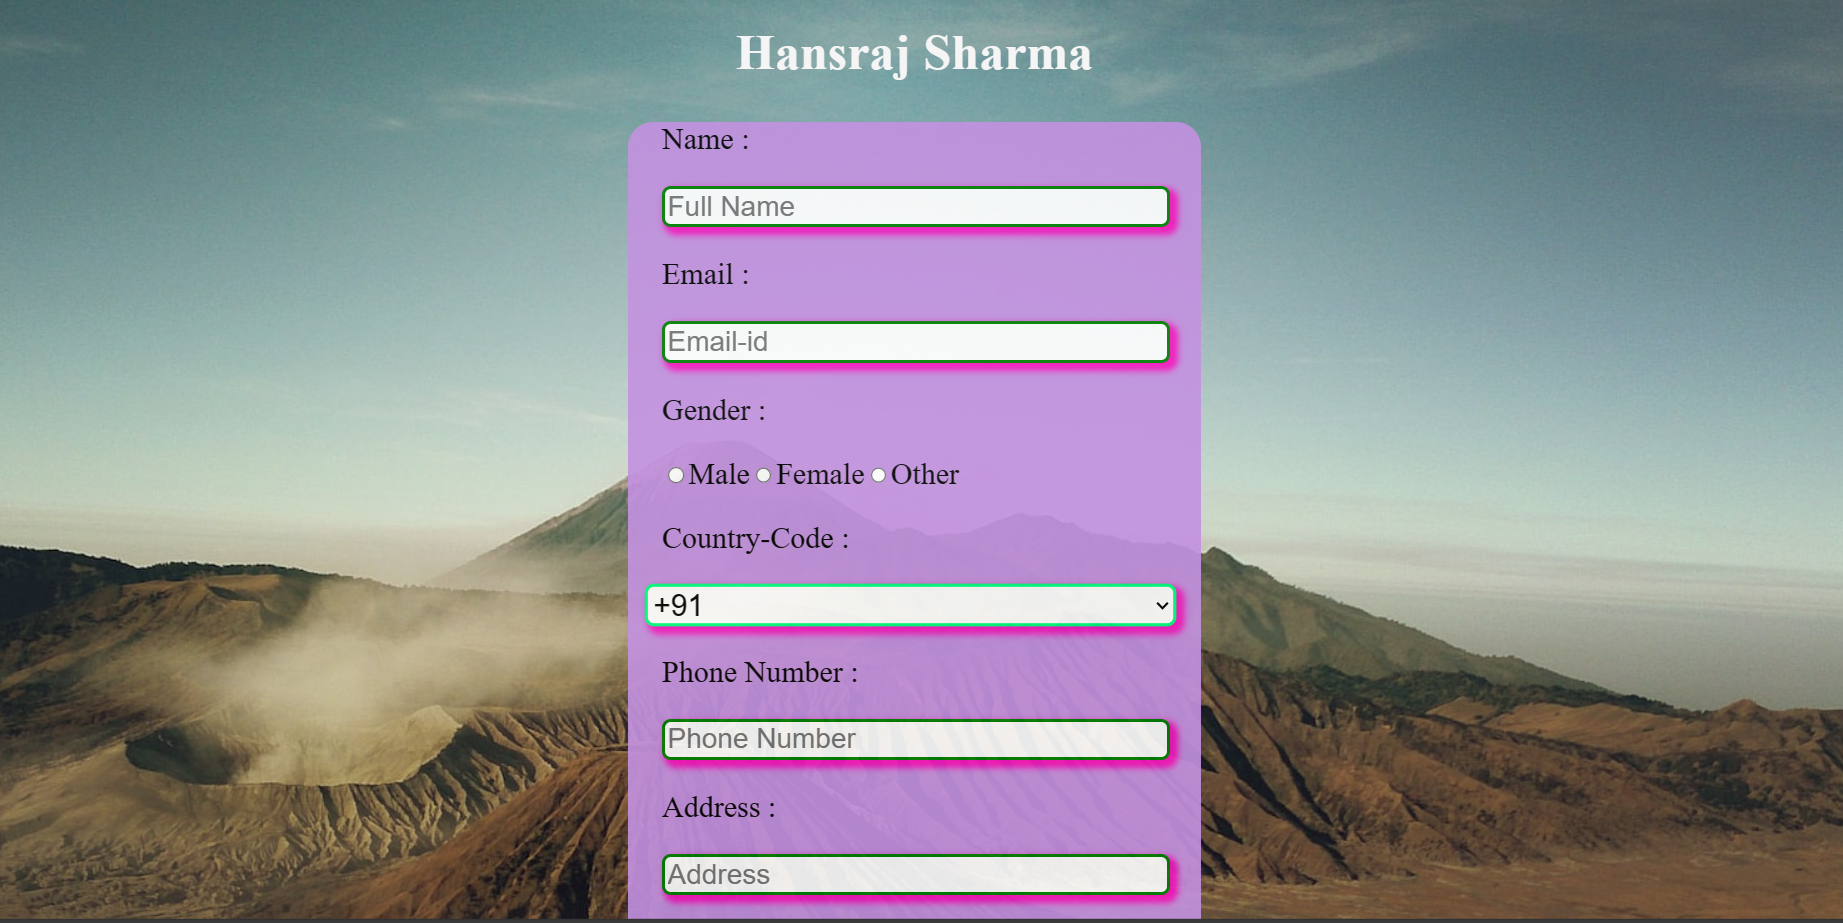 Hansraj Sharma
Name :
Full Name
Email :
Email-id
Gender :
Male Female Other
Country-Code :
+91
Phone Number :
Phone Number
Address :
Address